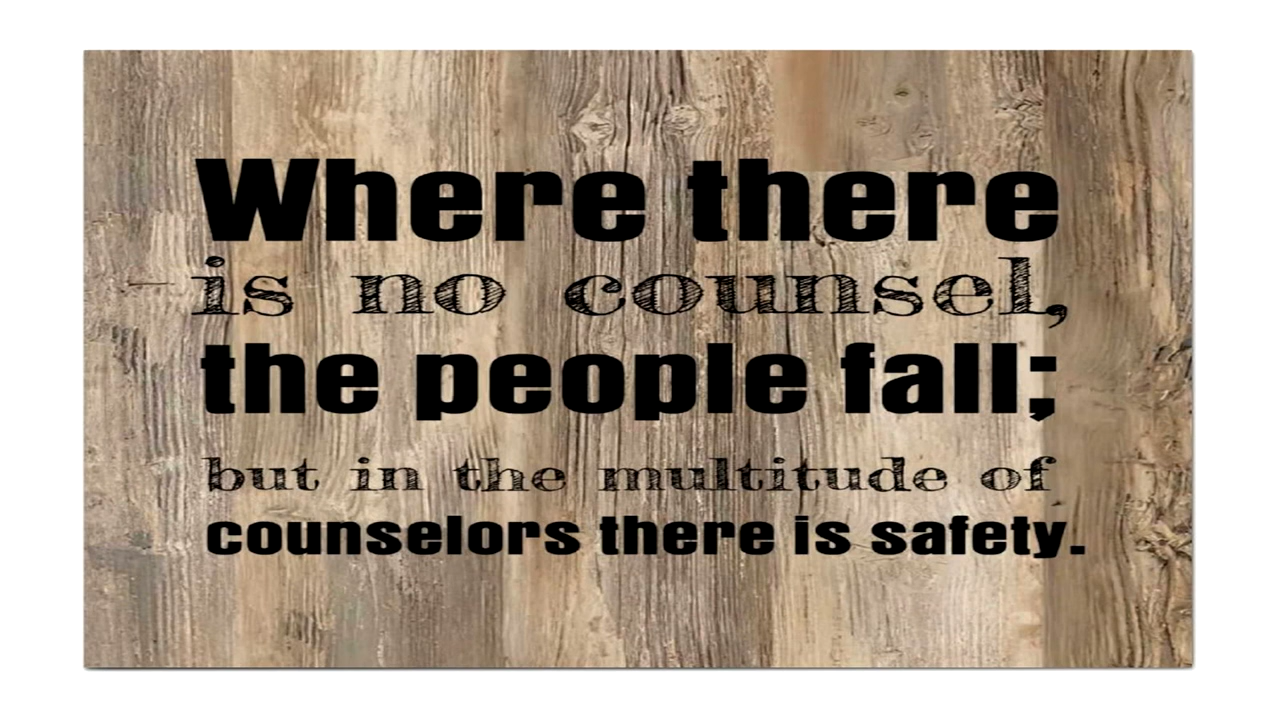 Where there
is no counsel,
the people fall;
but in the multitude of
counselors there is safety.